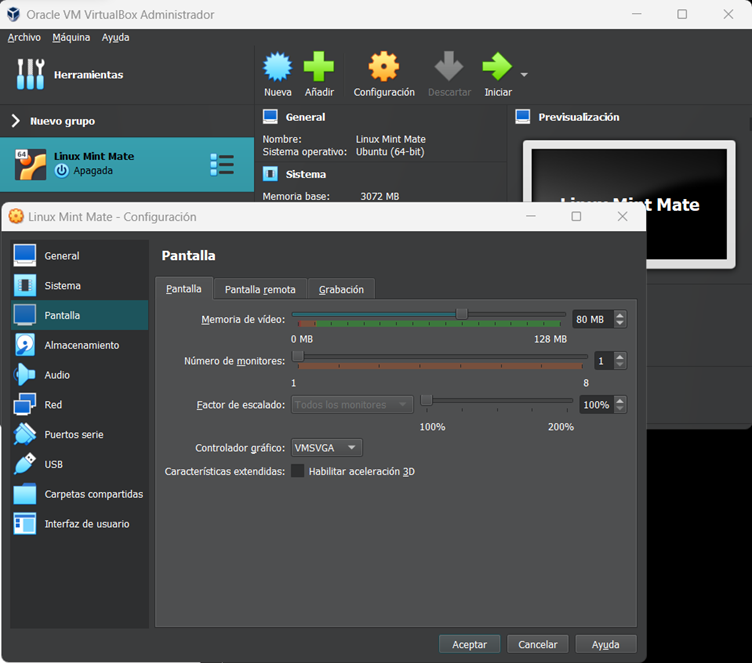 Oracle VM VirtualBox Administrador
Archivo Máquina Ayuda
Herramientas
Nueva Añadir Configuración Descartar Iniciar
Nuevo grupo
64
Linux Mint Mate
Apagada
General
Nombre: Linux Mint Mate
Sistema operativo: Ubuntu (64-bit)
Sistema
Memoria base: 3072 MB
Previsualización
Linux Mint Mate
Linux Mint Mate - Configuración
General
Sistema
Pantalla
Almacenamiento
Audio
Red
Puertos serie
USB
Carpetas compartidas
Interfaz de usuario
Pantalla
Pantalla Pantalla remota Grabación
Memoria de vídeo: 80 MB
0 MB 128 MB
Número de monitores: 1
1 8
Factor de escalado: Todos los monitores 100%
100% 200%
Controlador gráfico: VMSVGA
Características extendidas: Habilitar aceleración 3D
Aceptar Cancelar Ayuda